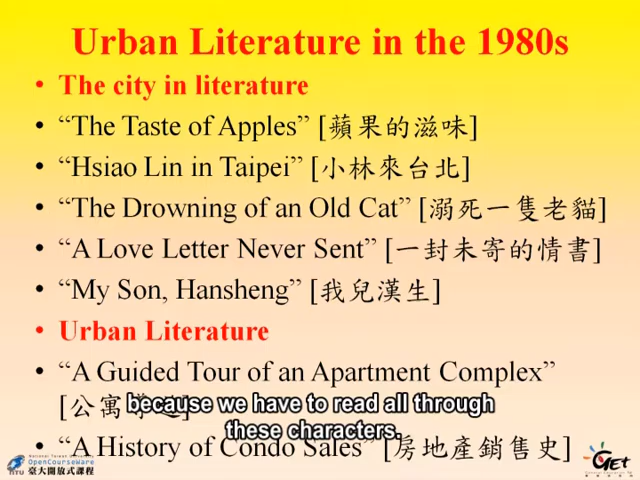 Urban Literature in the 1980s
• The city in literature
• “The Taste of Apples” [蘋果的滋味]
• “Hsiao Lin in Taipei” [小林來台北]
• “The Drowning of an Old Cat” [溺死一隻老貓]
• “A Love Letter Never Sent” [一封未寄的情書]
• “My Son, Hansheng” [我兒漢生]
• Urban Literature
• “A Guided Tour of an Apartment Complex”
[公寓
because we have to read all through
these characters.
• “A History of Condo Sales” [房地產銷售史]
OpenCourseWare
NTU 臺大開放式課程
GET